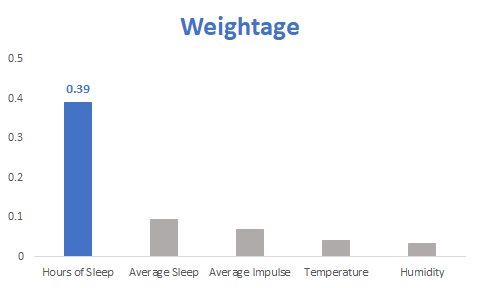 Weightage
0.5
0.4
0.3
0.2
0.1
0
0.39
Hours of Sleep
Average Sleep
Average Impulse
Temperature
Humidity